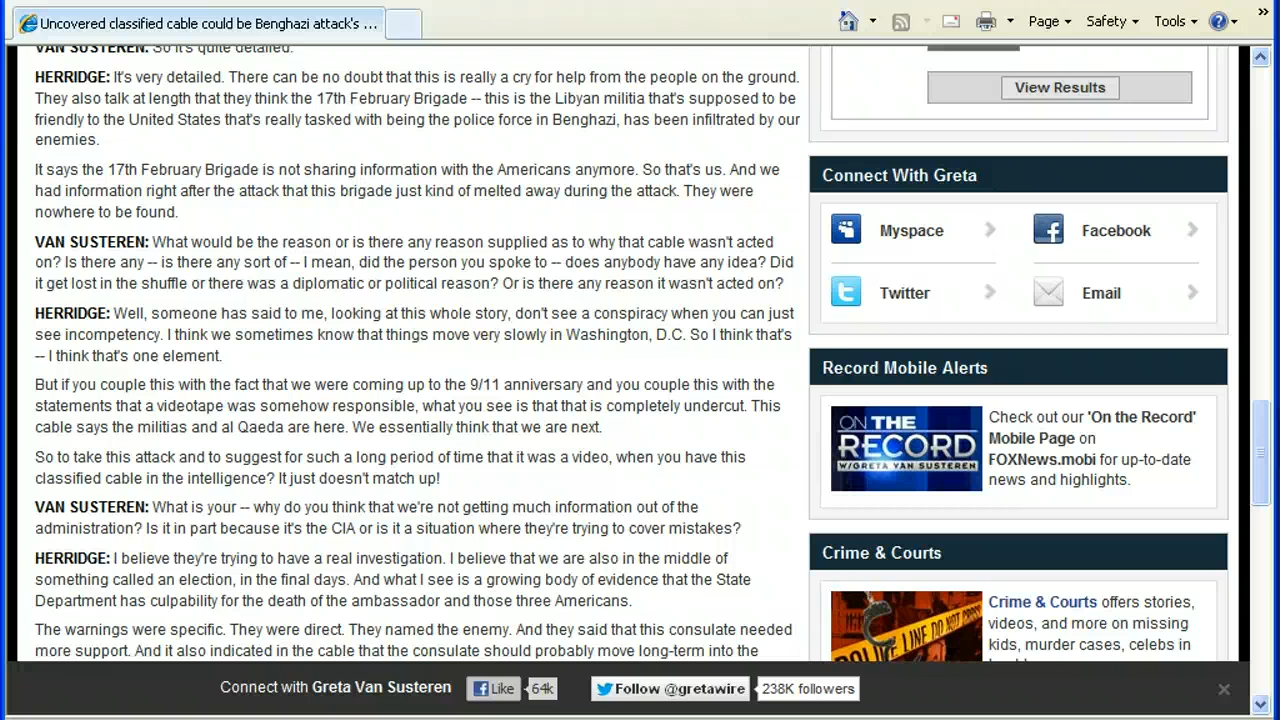 Uncovered classified cable could be Benghazi attack's ...
Page
Safety
Tools
VAN SUSTEREN: So it's quite detailed.
HERRIDGE: It's very detailed. There can be no doubt that this is really a cry for help from the people on the ground.
They also talk at length that they think the 17th February Brigade -- this is the Libyan militia that's supposed to be
friendly to the United States that's really tasked with being the police force in Benghazi, has been infiltrated by our
enemies.
It says the 17th February Brigade is not sharing information with the Americans anymore. So that's us. And we
had information right after the attack that this brigade just kind of melted away during the attack. They were
nowhere to be found.
VAN SUSTEREN: What would be the reason or is there any reason supplied as to why that cable wasn't acted
on? Is there any -- is there any sort of -- I mean, did the person you spoke to -- does anybody have any idea? Did
it get lost in the shuffle or there was a diplomatic or political reason? Or is there any reason it wasn't acted on?
HERRIDGE: Well, someone has said to me, looking at this whole story, don't see a conspiracy when you can just
see incompetency. I think we sometimes know that things move very slowly in Washington, D.C. So I think that's
-- I think that's one element.
But if you couple this with the fact that we were coming up to the 9/11 anniversary and you couple this with the
statements that a videotape was somehow responsible, what you see is that that is completely undercut. This
cable says the militias and al Qaeda are here. We essentially think that we are next.
So to take this attack and to suggest for such a long period of time that it was a video, when you have this
classified cable in the intelligence? It just doesn't match up!
VAN SUSTEREN: What is your -- why do you think that we're not getting much information out of the
administration? Is it in part because it's the CIA or is it a situation where they're trying to cover mistakes?
HERRIDGE: I believe they're trying to have a real investigation. I believe that we are also in the middle of
something called an election, in the final days. And what I see is a growing body of evidence that the State
Department has culpability for the death of the ambassador and those three Americans.
The warnings were specific. They were direct. They named the enemy. And they said that this consulate needed
more support. And it also indicated in the cable that the consulate should probably move long-term into the
View Results
Connect With Greta
Myspace
Facebook
Twitter
Email
Record Mobile Alerts
ON THE
RECORD
W/GRETA VAN SUSTEREN
Check out our 'On the Record'
Mobile Page on
FOXNews.mobi for up-to-date
news and highlights.
Crime & Courts
POLICE LINE DO NOT
Crime & Courts offers stories,
videos, and more on missing
kids, murder cases, celebs in
Connect with Greta Van Susteren
Like
64k
Follow @gretawire
238K followers